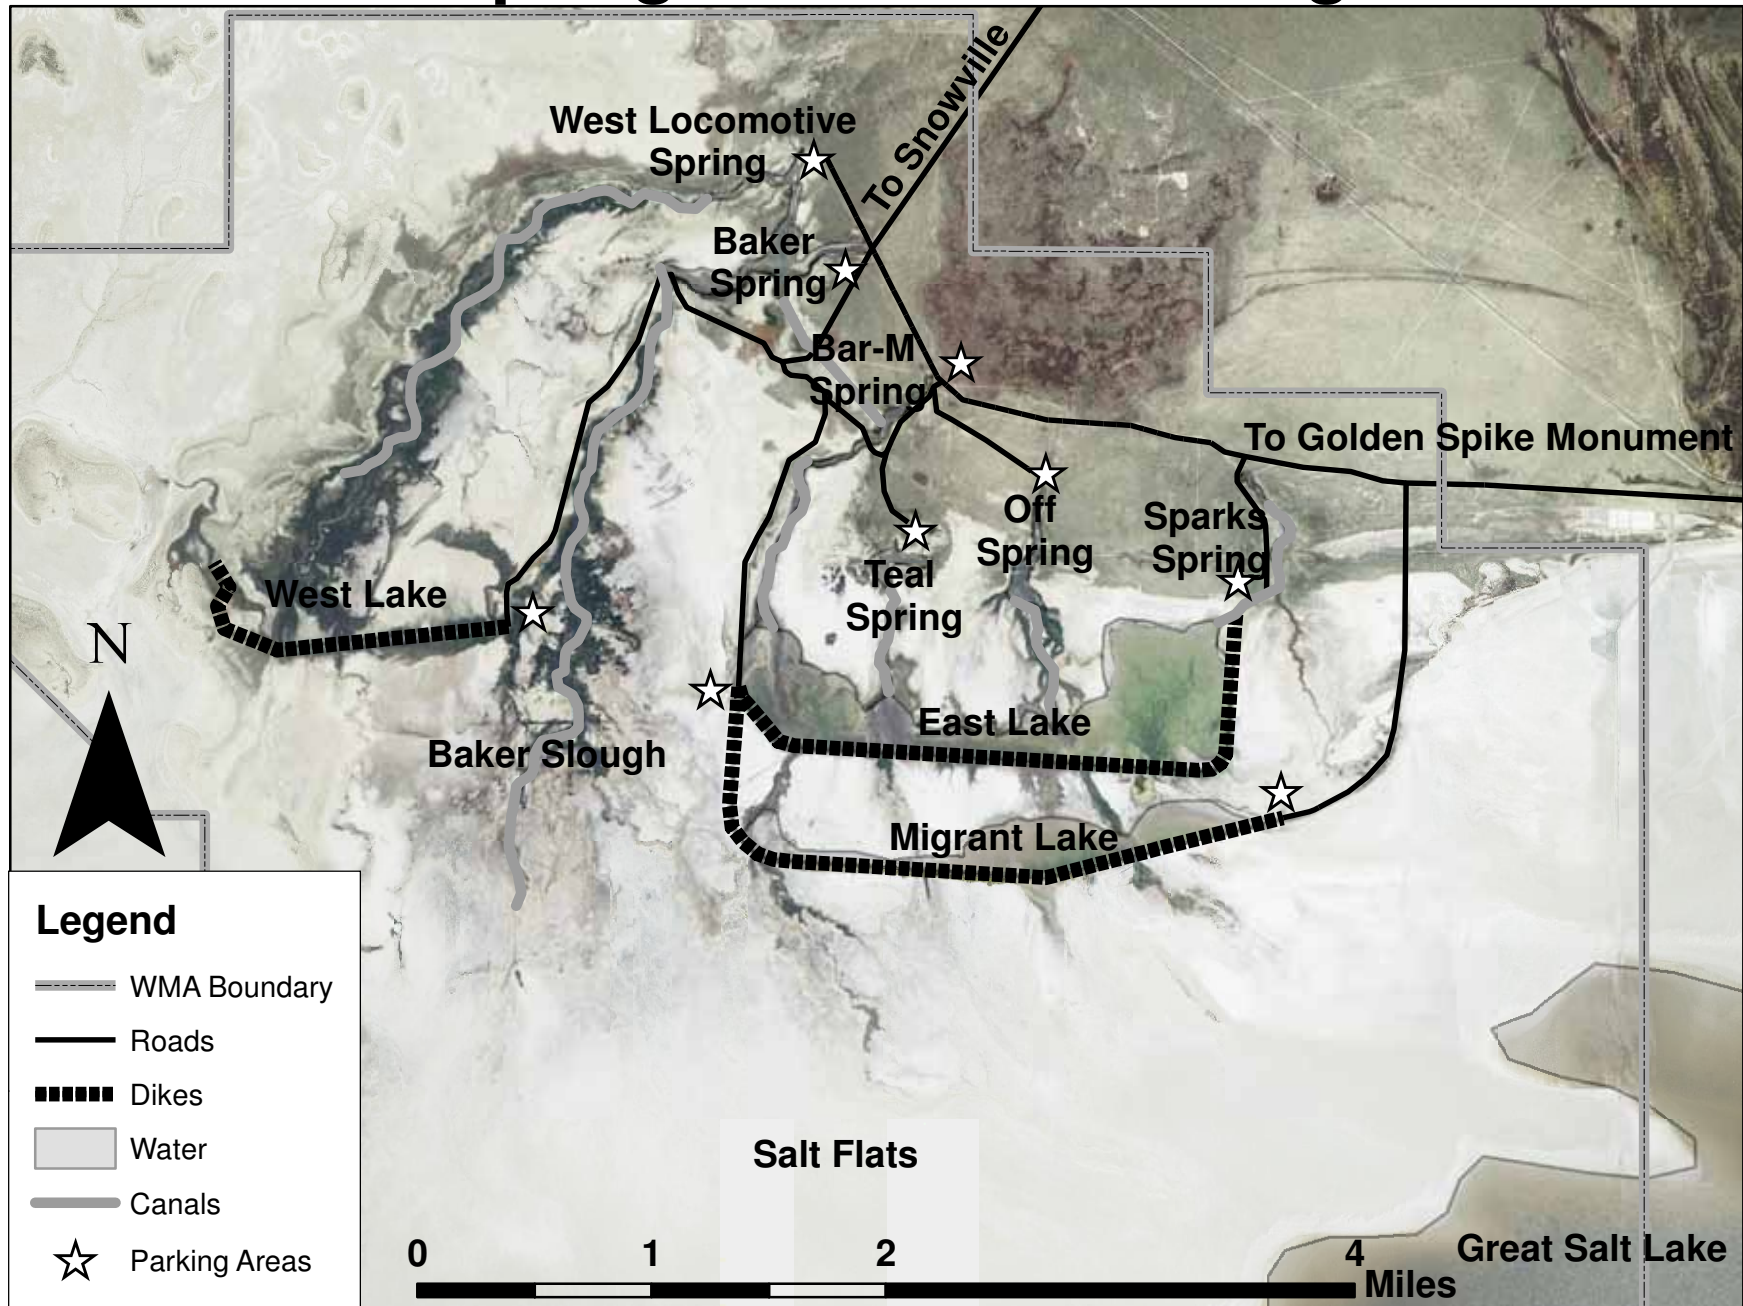 West Locomotive
Spring
To Snowville
Baker
Spring
Bar-M
Spring
To Golden Spike Monument
Off
Spring
Sparks
Spring
Teal
Spring
West Lake
N
East Lake
Baker Slough
Migrant Lake
Legend
WMA Boundary
Roads
Dikes
Water
Canals
Parking Areas
Salt Flats
Great Salt Lake
0 1 2 4
Miles